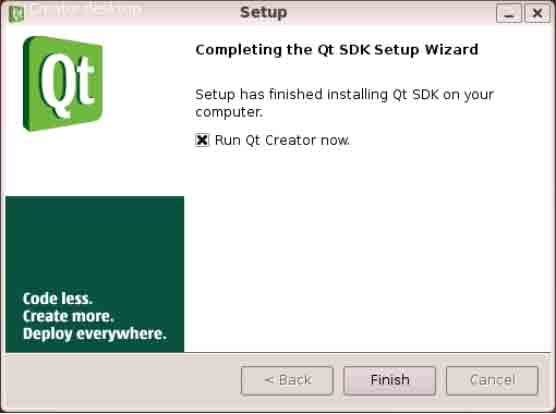 Creator.desktop
Setup
Qt
Completing the Qt SDK Setup Wizard
Setup has finished installing Qt SDK on your
computer.
Run Qt Creator now.
Code less.
Create more.
Deploy everywhere.
< Back
Finish
Cancel